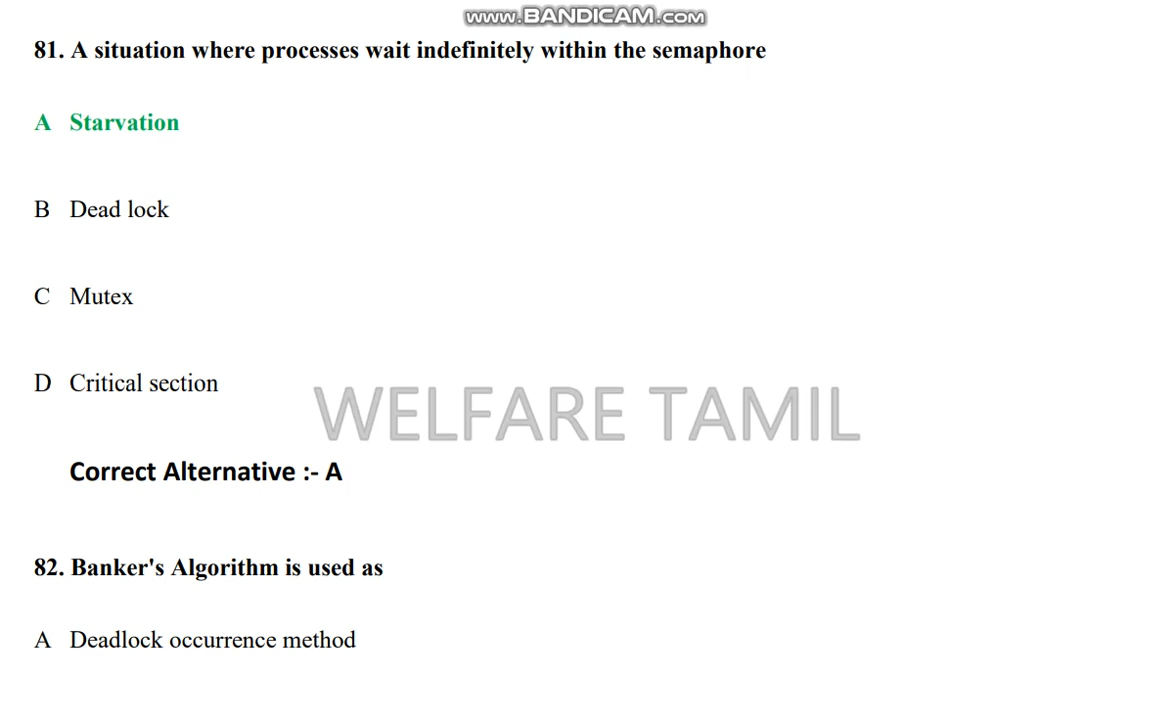 www.BANDICAM.COM
81. A situation where processes wait indefinitely within the semaphore
A Starvation
B Dead lock
C Mutex
D Critical section
WELFARE TAMIL
Correct Alternative :- A
82. Banker's Algorithm is used as
A Deadlock occurrence method